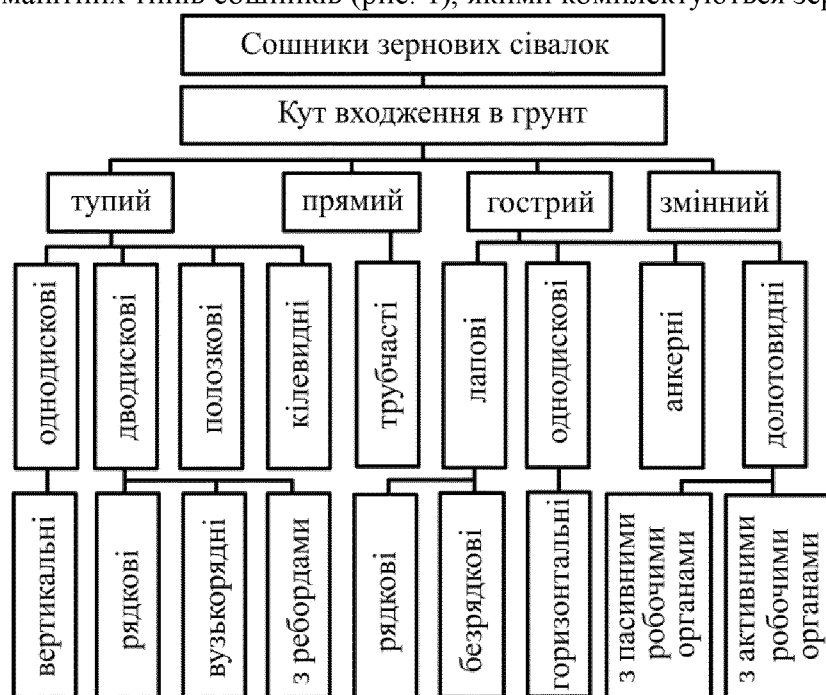 манітних типів сошників (рис. 1), якими комплектуються зер
Сошники зернових сівалок
Кут входження в грунт
тупий
прямий
гострий
змінний
однодискові
дводискові
полозкові
кілевидні
трубчасті
лапові
однодискові
анкерні
долотовидні
вертикальні
рядкові
вузькорядні
з ребордами
рядкові
безрядкові
горизонтальні
з пасивними
робочими
органами
з активними
робочими
органами